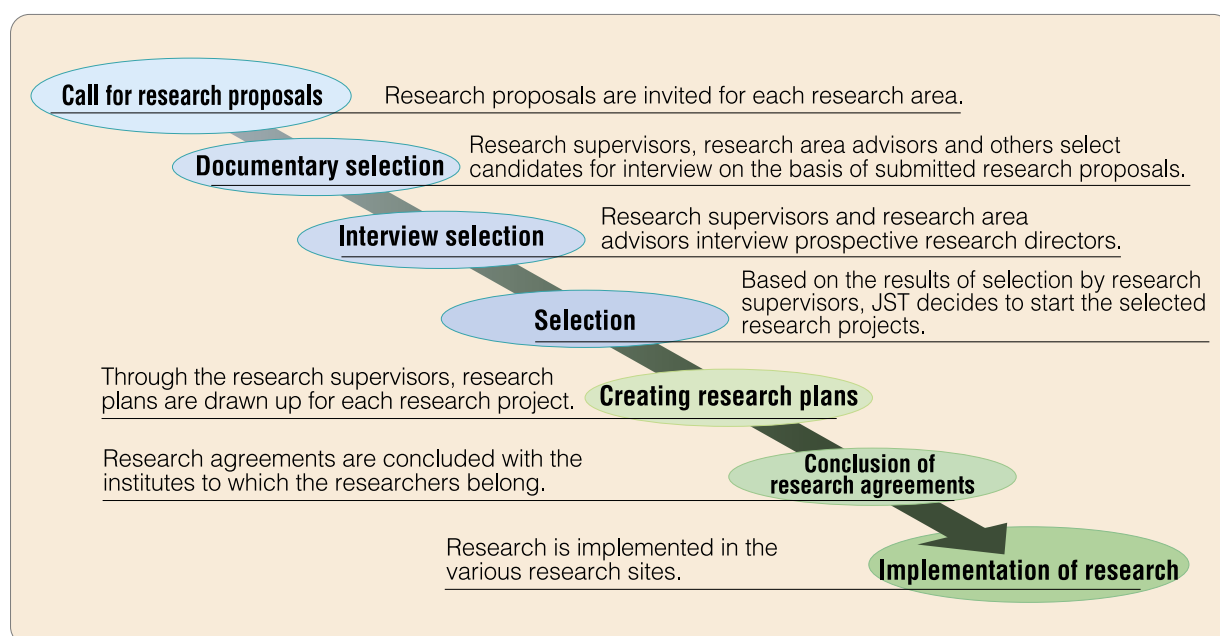 Call for research proposals
Research proposals are invited for each research area.
Documentary selection
Research supervisors, research area advisors and others select
candidates for interview on the basis of submitted research proposals.
Interview selection
Research supervisors and research area
advisors interview prospective research directors.
Selection
Based on the results of selection by research
supervisors, JST decides to start the selected
research projects.
Through the research supervisors, research
plans are drawn up for each research project.
Creating research plans
Research agreements are concluded with the
institutes to which the researchers belong.
Conclusion of
research agreements
Research is implemented in the
various research sites.
Implementation of research